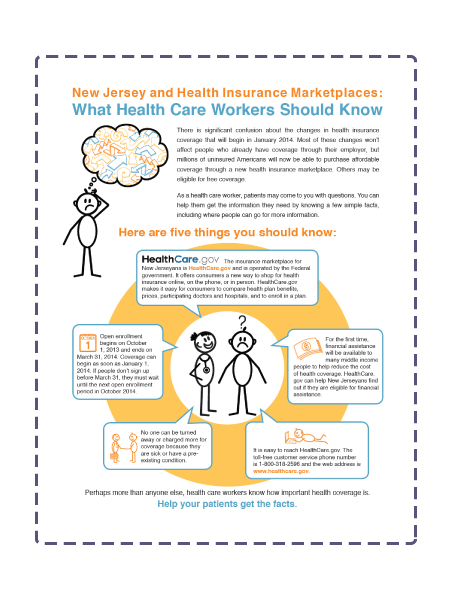 New Jersey and Health Insurance Marketplaces:
What Health Care Workers Should Know
There is significant confusion about the changes in health insurance
coverage that will begin in January 2014. Most of these changes won't
affect people who already have coverage through their employer, but
millions of uninsured Americans will now be able to purchase affordable
coverage through a new health insurance marketplace. Others may be
eligible for free coverage.
As a health care worker, patients may come to you with questions. You can
help them get the information they need by knowing a few simple facts,
including where people can go for more information.
Here are five things you should know:
HealthCare.gov The insurance marketplace for
New Jerseyans is HealthCare.gov and is operated by the Federal
government. It offers consumers a new way to shop for health
insurance online, on the phone, or in person. HealthCare.gov
makes it easy for consumers to compare health plan benefits,
prices, participating doctors and hospitals, and to enroll in a plan.
OCTOBER
1
Open enrollment
begins on October
1, 2013 and ends on
March 31, 2014. Coverage can
begin as soon as January 1,
2014. If people don't sign up
before March 31, they must wait
until the next open enrollment
period in October 2014.
?
For the first time,
financial assistance
will be available to
many middle income
people to help reduce the cost
of health coverage. HealthCare.
gov can help New Jerseyans find
out if they are eligible for financial
assistance.
No one can be turned
away or charged more for
coverage because they
are sick or have a pre-
existing condition.
It is easy to reach HealthCare.gov. The
toll-free customer service phone number
is 1-800-318-2596 and the web address is
www.healthcare.gov.
Perhaps more than anyone else, health care workers know how important health coverage is.
Help your patients get the facts.